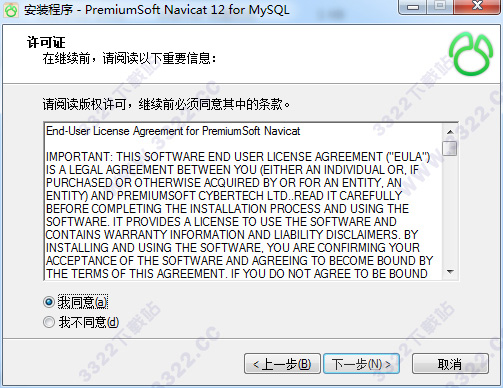 安装程序 - PremiumSoft Navicat 12 for MySQL
许可证
在继续前，请阅读以下重要信息：
请阅读版权许可，继续前必须同意其中的条款。
End-User License Agreement for PremiumSoft Navicat
IMPORTANT: THIS SOFTWARE END USER LICENSE AGREEMENT ("EULA")
IS A LEGAL AGREEMENT BETWEEN YOU (EITHER AN INDIVIDUAL OR, IF
PURCHASED OR OTHERWISE ACQUIRED BY OR FOR AN ENTITY, AN
ENTITY) AND PREMIUMSOFT CYBERTECH LTD..READ IT CAREFULLY
BEFORE COMPLETING THE INSTALLATION PROCESS AND USING THE
SOFTWARE. IT PROVIDES A LICENSE TO USE THE SOFTWARE AND
CONTAINS WARRANTY INFORMATION AND LIABILITY DISCLAIMERS. BY
INSTALLING AND USING THE SOFTWARE, YOU ARE CONFIRMING YOUR
ACCEPTANCE OF THE SOFTWARE AND AGREEING TO BECOME BOUND BY
THE TERMS OF THIS AGREEMENT. IF YOU DO NOT AGREE TO BE BOUND
我同意(a)
我不同意(d)
<上一步(B) 下一步(N)> 取消
3322下载站
3322.CC